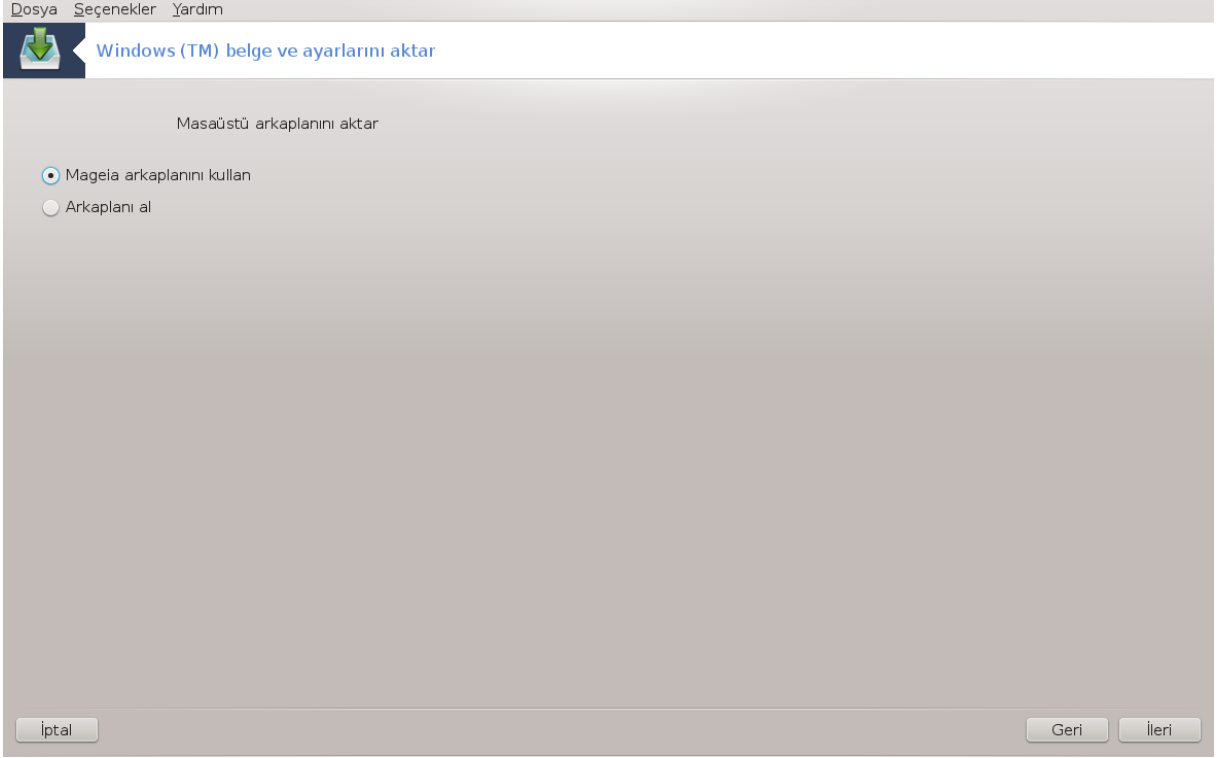 Dosya Seçenekler Yardım
Windows (TM) belge ve ayarlarını aktar
Masaüstü arkaplanını aktar
Mageia arkaplanını kullan
Arkaplanı al
İptal Geri İleri